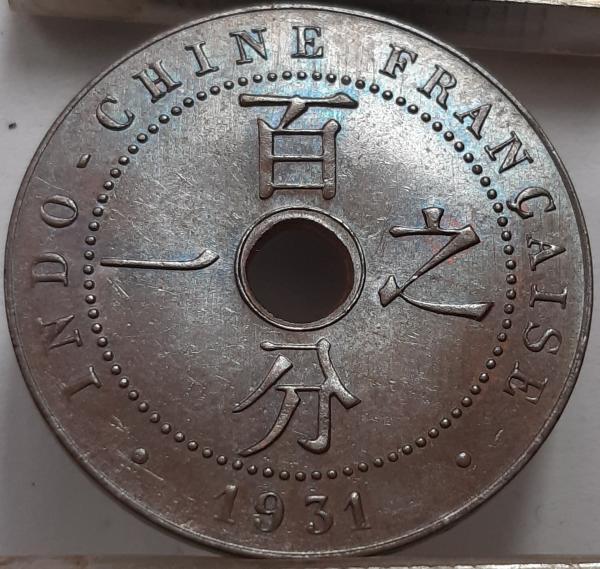 INDO-CHINE FRANÇAISE
百分之一
· 1931 ·